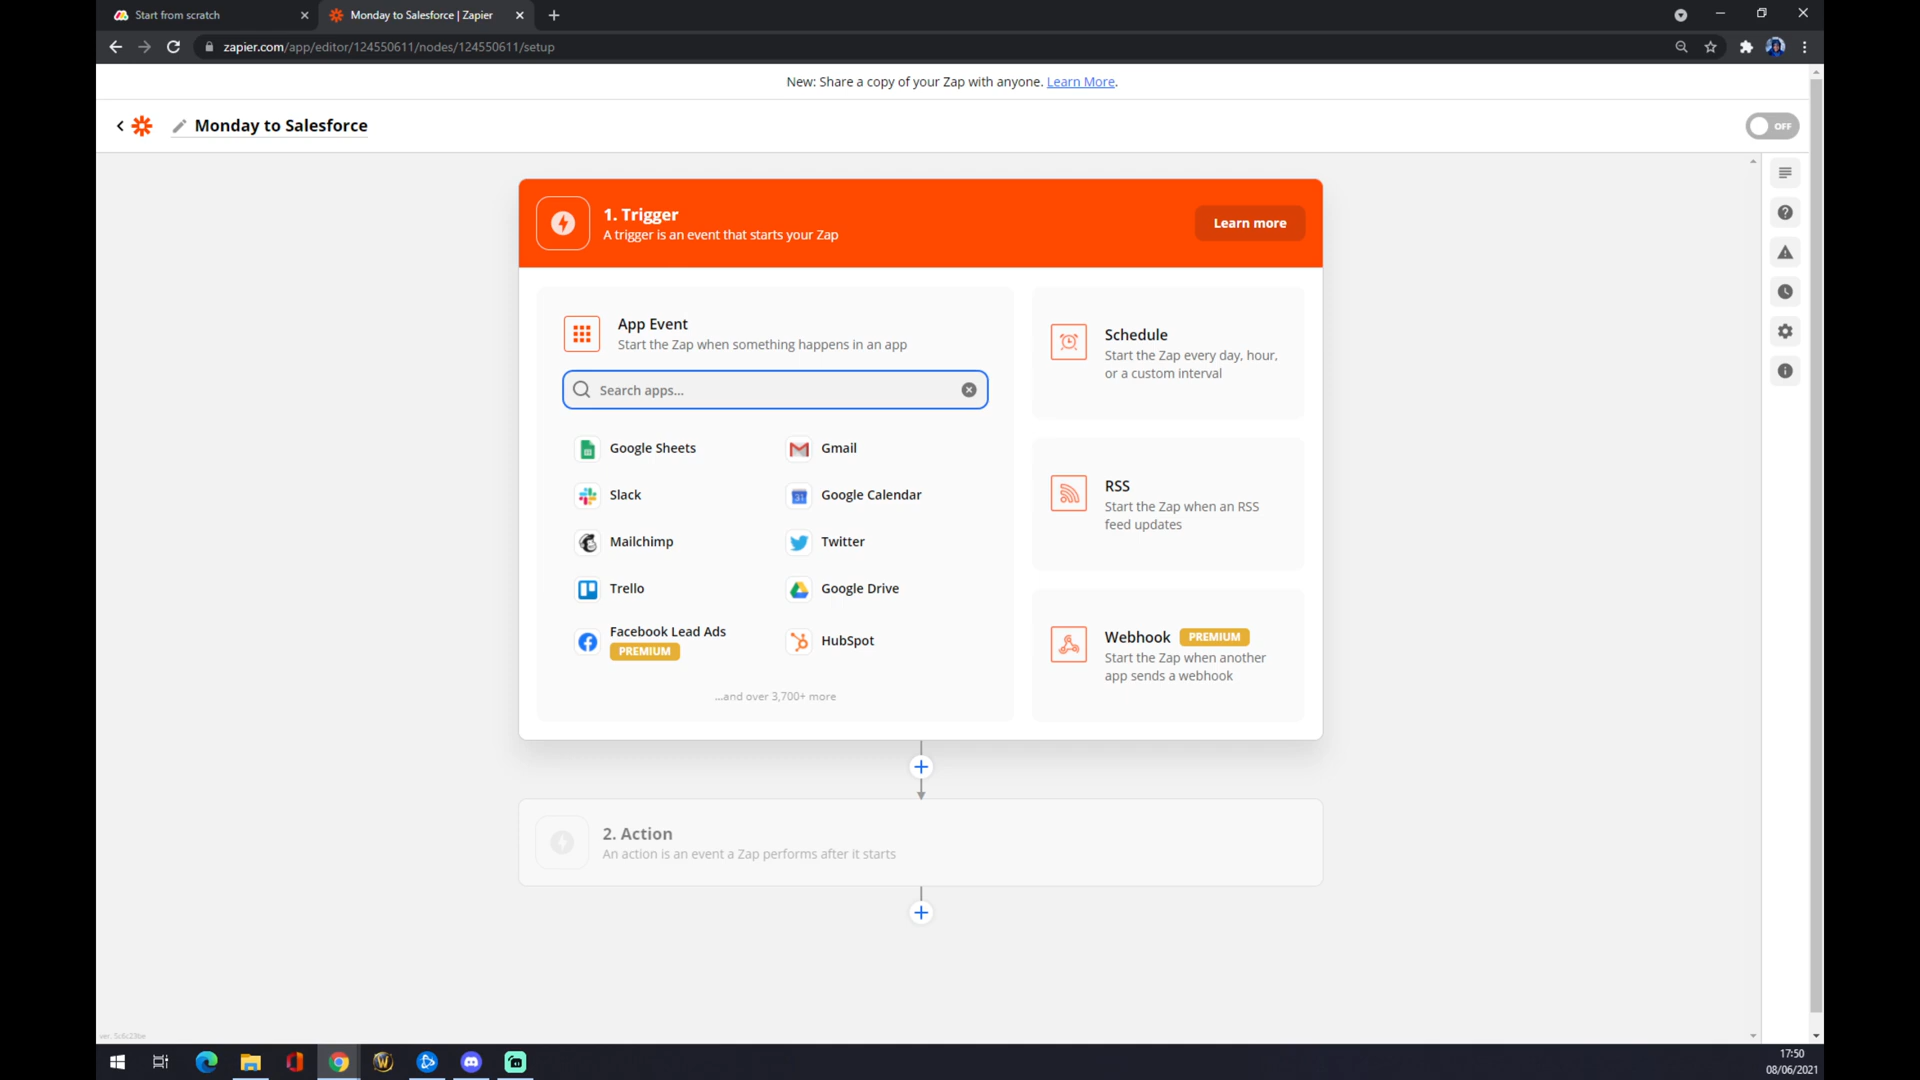 Start from scratch
Monday to Salesforce | Zapier
zapier.com/app/editor/124550611/nodes/124550611/setup
New: Share a copy of your Zap with anyone. Learn More.
Monday to Salesforce
OFF
1. Trigger
A trigger is an event that starts your Zap
Learn more
App Event
Start the Zap when something happens in an app
Search apps...
Google Sheets
Gmail
Slack
Google Calendar
31
Mailchimp
Twitter
Trello
Google Drive
Facebook Lead Ads
PREMIUM
HubSpot
...and over 3,700+ more
Schedule
Start the Zap every day, hour,
or a custom interval
RSS
Start the Zap when an RSS
feed updates
Webhook PREMIUM
Start the Zap when another
app sends a webhook
2. Action
An action is an event a Zap performs after it starts
17:50
08/06/2021